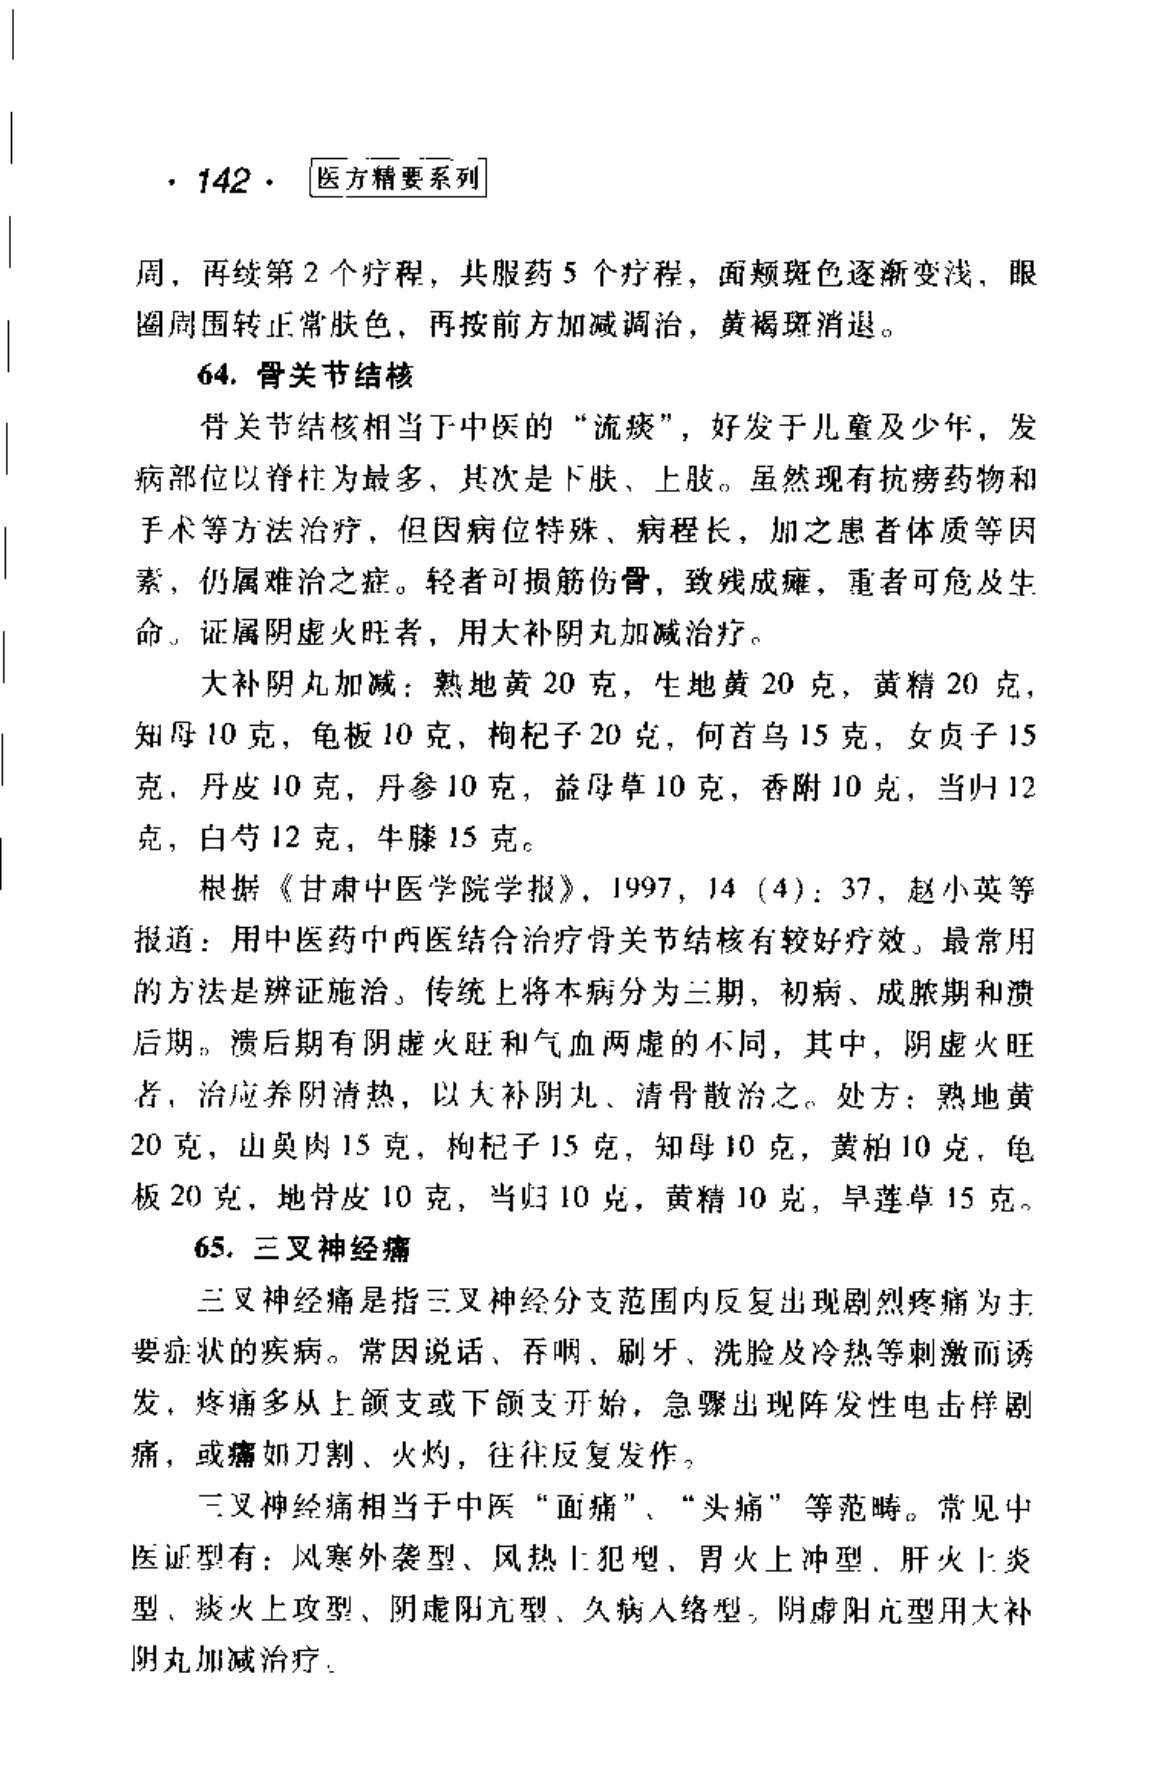 · 142 · 医方精要系列
周，再续第 2 个疗程，共服药 5 个疗程，面颊斑色逐渐变浅，眼
圈周围转正常肤色，再按前方加减调治，黄褐斑消退。
64. 骨关节结核
骨关节结核相当于中医的“流痰”，好发于儿童及少年，发
病部位以脊柱为最多，其次是下肤、上肢。虽然现有抗痨药物和
手术等方法治疗，但因病位特殊、病程长，加之患者体质等因
素，仍属难治之症。轻者可损筋伤骨，致残成瘫，重者可危及生
命。证属阴虚火旺者，用大补阴丸加减治疗。
大补阴丸加减：熟地黄 20 克，生地黄 20 克，黄精 20 克，
知母 10 克，龟板 10 克，枸杞子 20 克，何首乌 15 克，女贞子 15
克，丹皮 10 克，丹参 10 克，益母草 10 克，香附 10 克，当归 12
克，白芍 12 克，牛膝 15 克。
根据《甘肃中医学院学报》，1997，14（4）：37，赵小英等
报道：用中医药中西医结合治疗骨关节结核有较好疗效。最常用
的方法是辨证施治。传统上将本病分为三期，初病、成脓期和溃
后期。溃后期有阴虚火旺和气血两虚的不同，其中，阴虚火旺
者，治应养阴清热，以大补阴丸、清骨散治之。处方：熟地黄
20 克，山萸肉 15 克，枸杞子 15 克，知母 10 克，黄柏 10 克，龟
板 20 克，地骨皮 10 克，当归 10 克，黄精 10 克，旱莲草 15 克。
65. 三叉神经痛
三叉神经痛是指三叉神经分支范围内反复出现剧烈疼痛为主
要症状的疾病。常因说话、吞咽、刷牙、洗脸及冷热等刺激而诱
发，疼痛多从上颌支或下颌支开始，急骤出现阵发性电击样剧
痛，或痛如刀割、火灼，往往反复发作。
三叉神经痛相当于中医“面痛”、“头痛”等范畴。常见中
医证型有：风寒外袭型、风热上犯型、胃火上冲型、肝火上炎
型、痰火上攻型、阴虚阳亢型、久病入络型。阴虚阳亢型用大补
阴丸加减治疗。